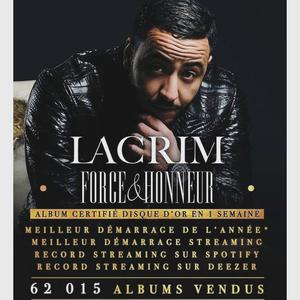 LACRIM
FORCE & HONNEUR
ALBUM CERTIFIÉ DISQUE D'OR EN 1 SEMAINE
MEILLEUR DÉMARRAGE DE L'ANNÉE*
MEILLEUR DÉMARRAGE STREAMING
RECORD STREAMING SUR SPOTIFY
RECORD STREAMING SUR DEEZER
62 015 ALBUMS VENDUS